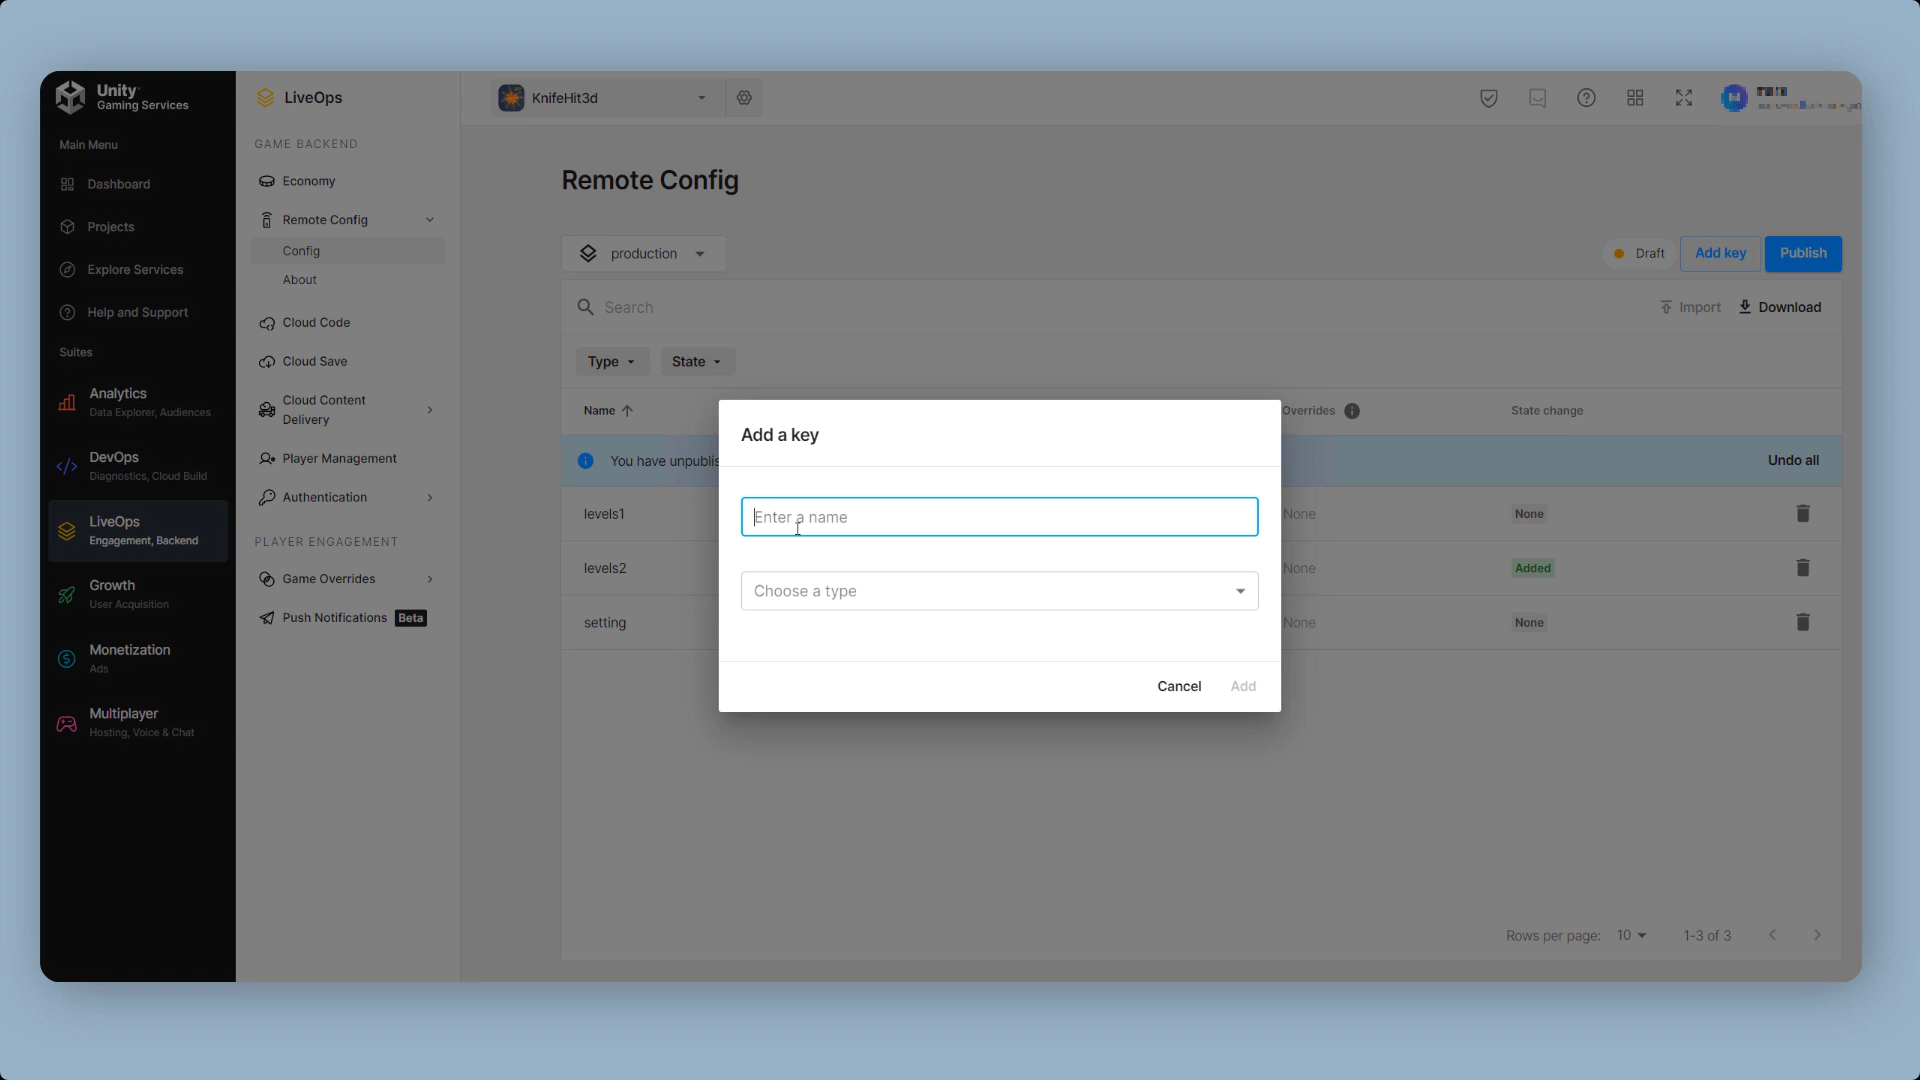 Unity
Gaming Services
Main Menu
Dashboard
Projects
Explore Services
Help and Support
Suites
Analytics
Data Explorer, Audiences
DevOps
Diagnostics, Cloud Build
LiveOps
Engagement, Backend
Growth
User Acquisition
Monetization
Ads
Multiplayer
Hosting, Voice & Chat
LiveOps
GAME BACKEND
Economy
Remote Config
Config
About
Cloud Code
Cloud Save
Cloud Content
Delivery
Player Management
Authentication
PLAYER ENGAGEMENT
Game Overrides
Push Notifications Beta
KnifeHit3d
H
Remote Config
production
Draft
Add key
Publish
Search
Import
Download
Type
State
Name
Overrides
State change
You have unpublis
Undo all
levels1
None
None
levels2
None
Added
setting
None
None
Add a key
Enter a name
Choose a type
Cancel
Add
Rows per page: 10
1-3 of 3